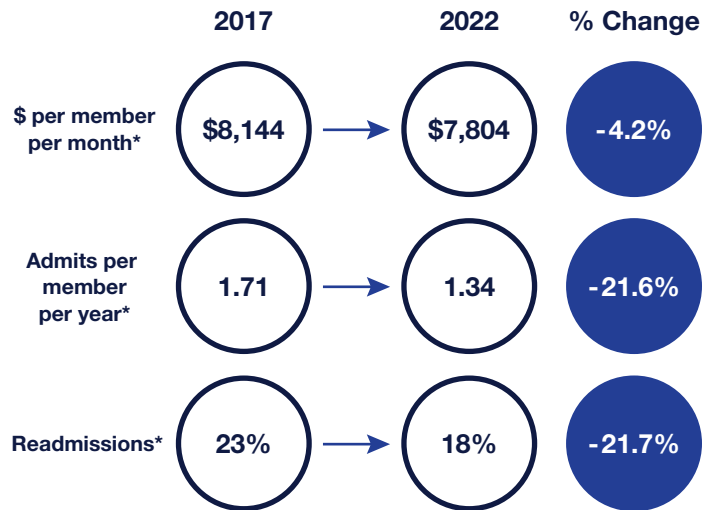 2017 2022 % Change
$ per member
per month*
$8,144 $7,804 -4.2%
Admits per
member
per year*
1.71 1.34 -21.6%
Readmissions* 23% 18% -21.7%